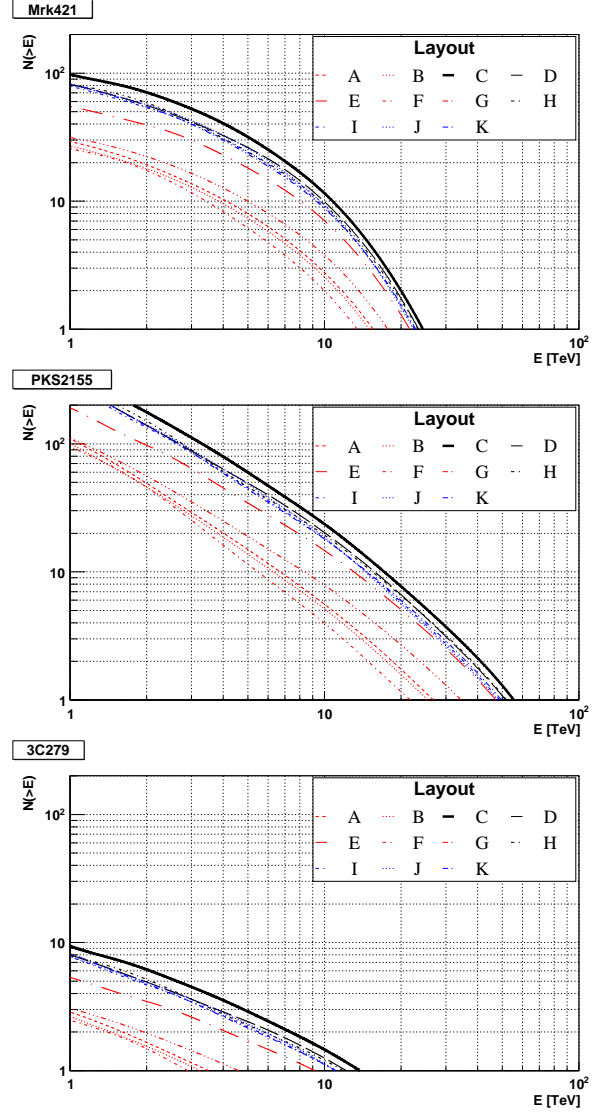 Mrk421
N(>E)
10²
10
1
Layout
A B C D
E F G H
I J K
1 10 10²
E [TeV]
PKS2155
N(>E)
10²
10
1
Layout
A B C D
E F G H
I J K
1 10 10²
E [TeV]
3C279
N(>E)
10²
10
1
Layout
A B C D
E F G H
I J K
1 10 10²
E [TeV]